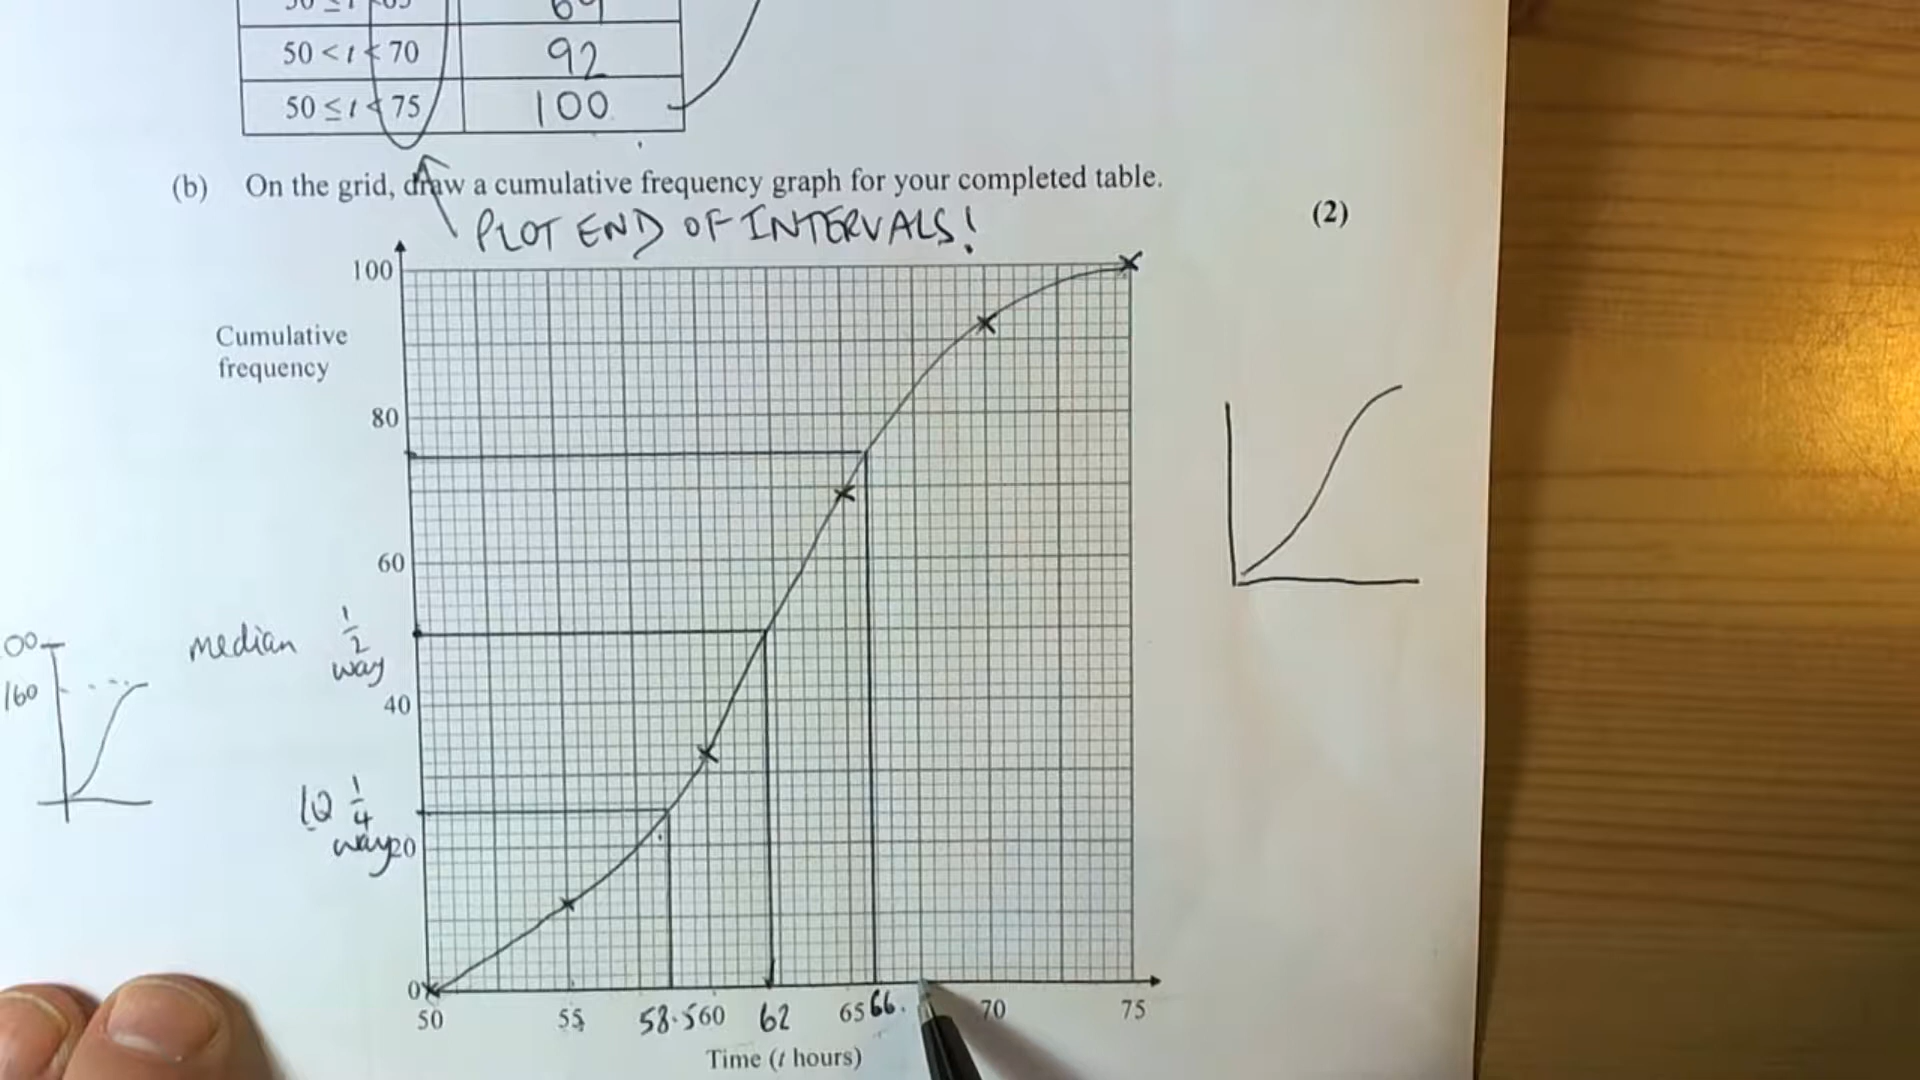 50 < t < 70 92
50 ≤ t < 75 100
(b) On the grid, draw a cumulative frequency graph for your completed table.
(2)
PLOT END OF INTERVALS!
100
Cumulative
frequency
80
60
median 1/2
way
00
160
40
LQ 1/4
way
20
0
50 55 58.5 60 62 65 66. 70 75
Time (t hours)